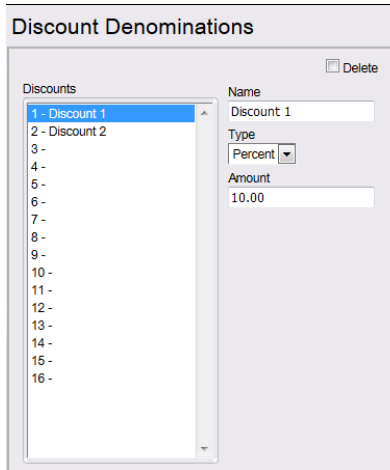 Discount Denominations
Delete
Discounts
1 - Discount 1
2 - Discount 2
3 -
4 -
5 -
6 -
7 -
8 -
9 -
10 -
11 -
12 -
13 -
14 -
15 -
16 -
Name
Discount 1
Type
Percent
Amount
10.00